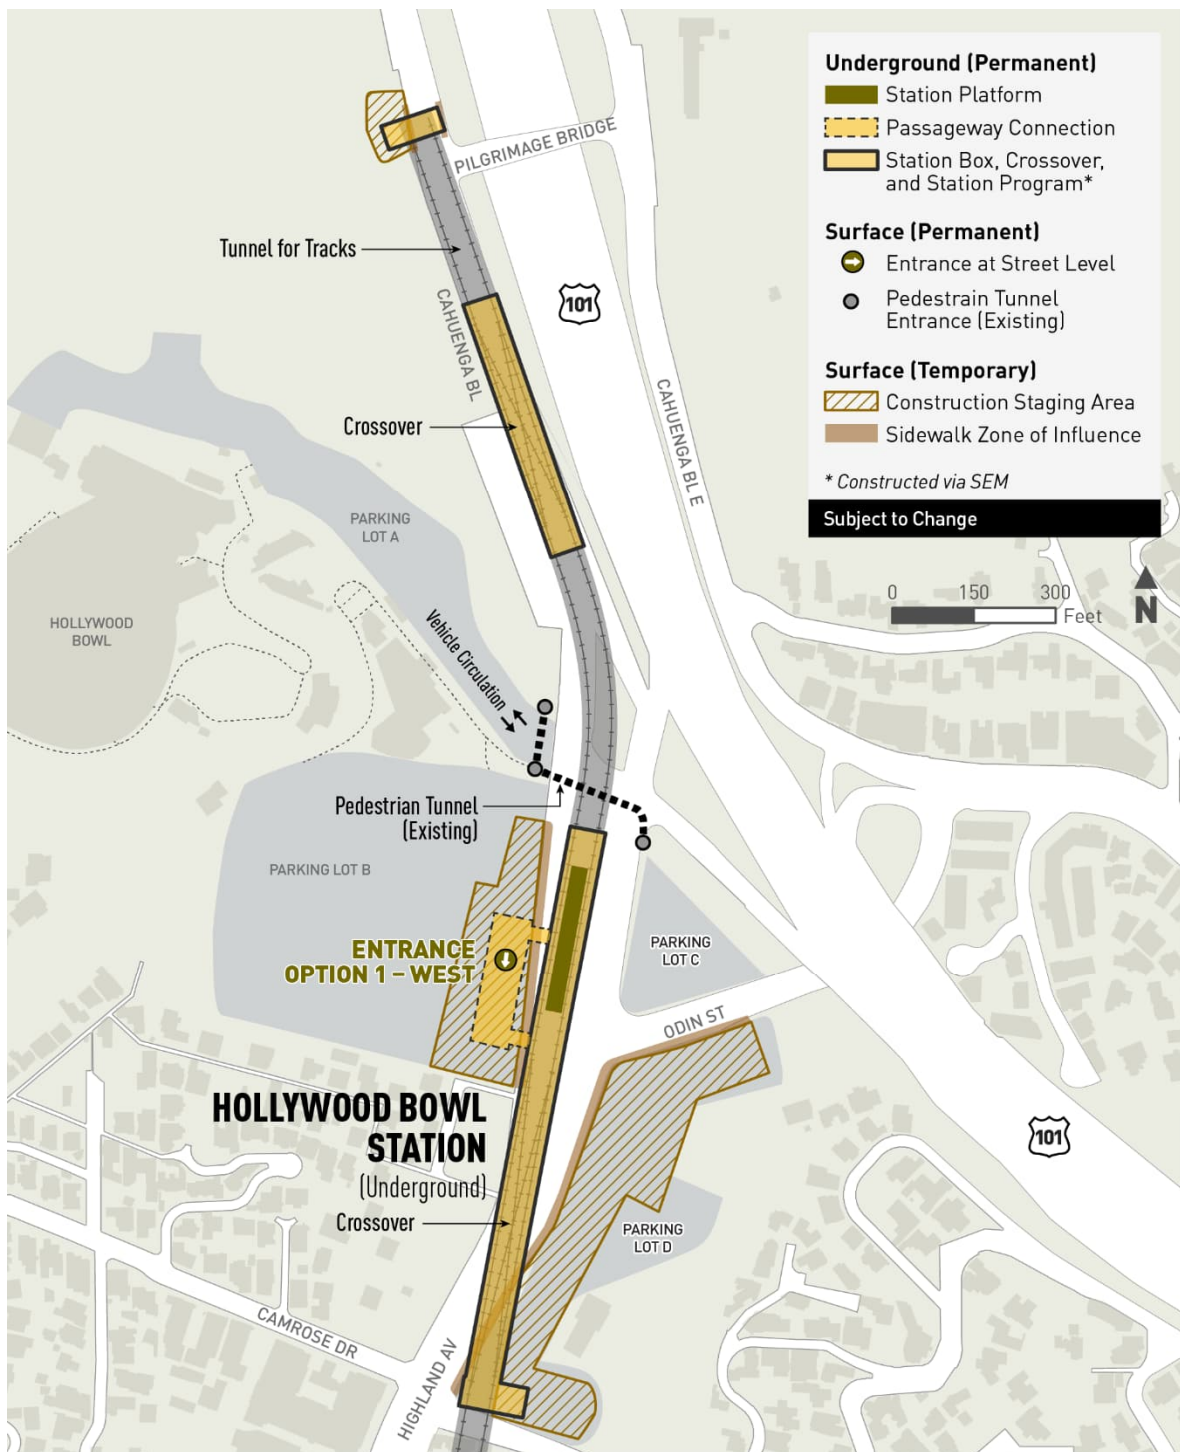 Underground (Permanent)
Station Platform
Passageway Connection
Station Box, Crossover,
and Station Program*
Surface (Permanent)
Entrance at Street Level
Pedestrain Tunnel
Entrance (Existing)
Surface (Temporary)
Construction Staging Area
Sidewalk Zone of Influence
* Constructed via SEM
Subject to Change
0 150 300
Feet
N
PILGRIMAGE BRIDGE
Tunnel for Tracks
101
CAHUENGA BL
CAHUENGA BL E
Crossover
PARKING
LOT A
HOLLYWOOD
BOWL
Vehicle Circulation
Pedestrian Tunnel
(Existing)
PARKING LOT B
ENTRANCE
OPTION 1 – WEST
PARKING
LOT C
ODIN ST
HOLLYWOOD BOWL
STATION
(Underground)
Crossover
101
PARKING
LOT D
CAMROSE DR
HIGHLAND AV